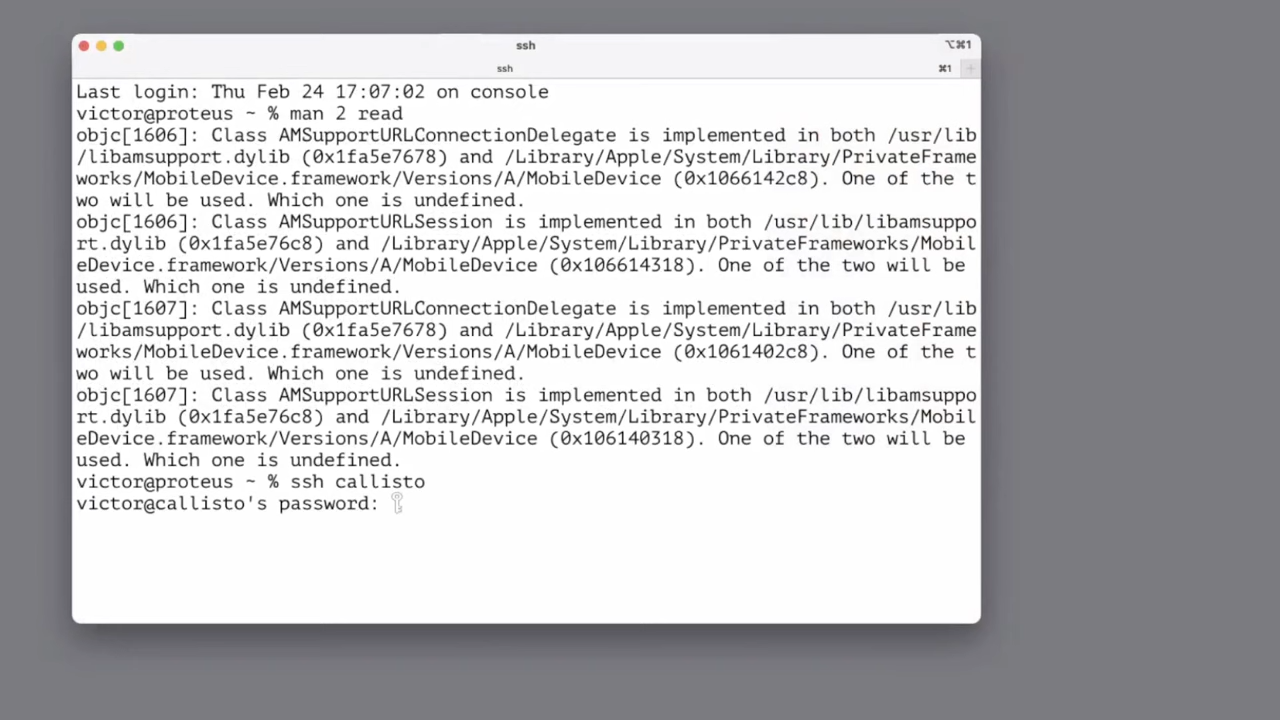 ssh
⌥⌘1
ssh
⌘1
Last login: Thu Feb 24 17:07:02 on console
victor@proteus ~ % man 2 read
objc[1606]: Class AMSupportURLConnectionDelegate is implemented in both /usr/lib
/libamsupport.dylib (0x1fa5e7678) and /Library/Apple/System/Library/PrivateFrame
works/MobileDevice.framework/Versions/A/MobileDevice (0x1066142c8). One of the t
wo will be used. Which one is undefined.
objc[1606]: Class AMSupportURLSession is implemented in both /usr/lib/libamsuppo
rt.dylib (0x1fa5e76c8) and /Library/Apple/System/Library/PrivateFrameworks/Mobil
eDevice.framework/Versions/A/MobileDevice (0x106614318). One of the two will be
used. Which one is undefined.
objc[1607]: Class AMSupportURLConnectionDelegate is implemented in both /usr/lib
/libamsupport.dylib (0x1fa5e7678) and /Library/Apple/System/Library/PrivateFrame
works/MobileDevice.framework/Versions/A/MobileDevice (0x1061402c8). One of the t
wo will be used. Which one is undefined.
objc[1607]: Class AMSupportURLSession is implemented in both /usr/lib/libamsuppo
rt.dylib (0x1fa5e76c8) and /Library/Apple/System/Library/PrivateFrameworks/Mobil
eDevice.framework/Versions/A/MobileDevice (0x106140318). One of the two will be
used. Which one is undefined.
victor@proteus ~ % ssh callisto
victor@callisto's password: